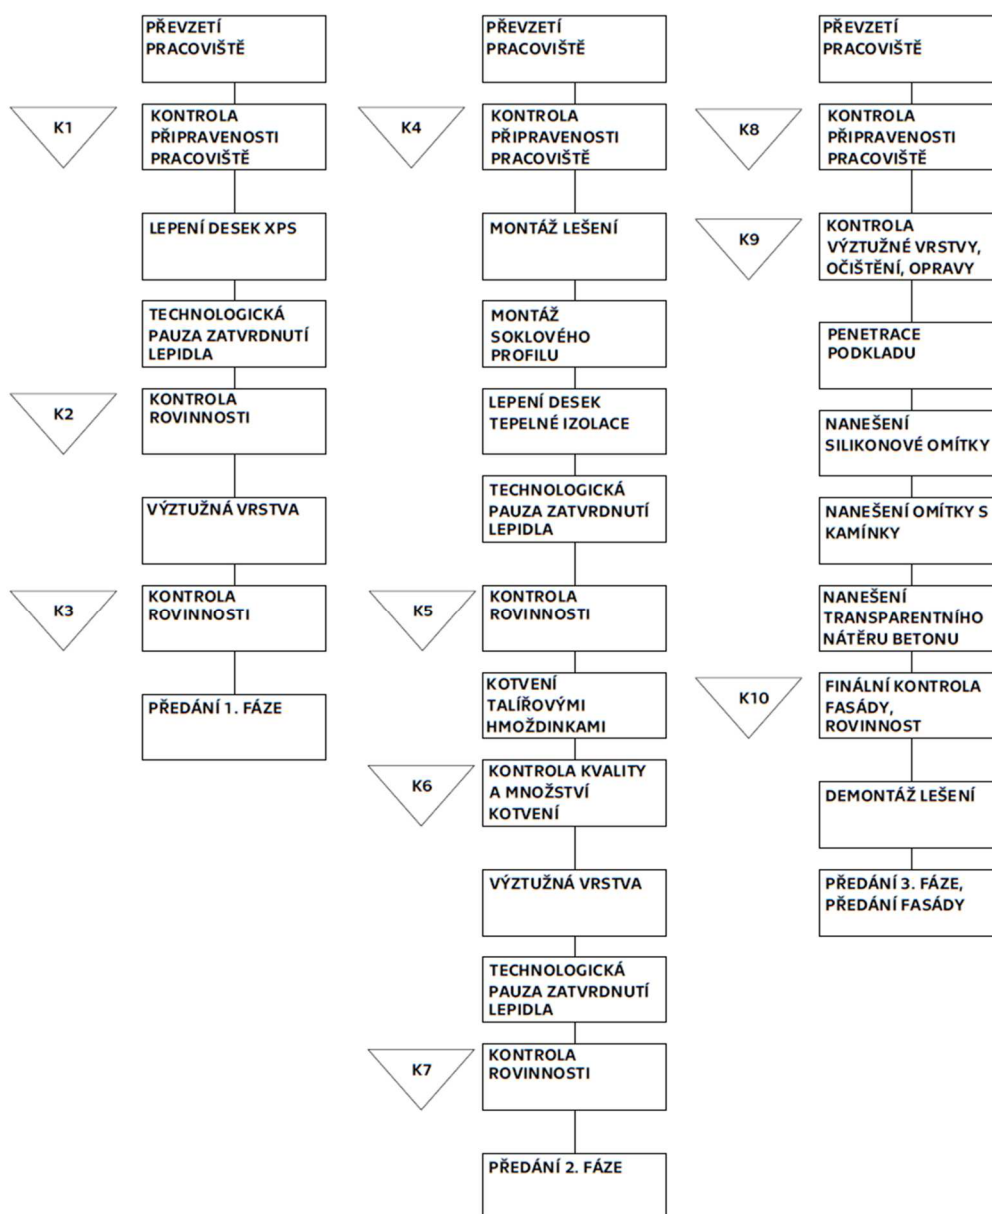 PŘEVZETÍ
PRACOVIŠTĚ
K1
KONTROLA
PŘIPRAVENOSTI
PRACOVIŠTĚ
LEPENÍ DESEK XPS
TECHNOLOGICKÁ
PAUZA ZATVRDNUTÍ
LEPIDLA
K2
KONTROLA
ROVINNOSTI
VÝZTUŽNÁ VRSTVA
K3
KONTROLA
ROVINNOSTI
PŘEDÁNÍ 1. FÁZE
PŘEVZETÍ
PRACOVIŠTĚ
K4
KONTROLA
PŘIPRAVENOSTI
PRACOVIŠTĚ
MONTÁŽ LEŠENÍ
MONTÁŽ
SOKLOVÉHO
PROFILU
LEPENÍ DESEK
TEPELNÉ IZOLACE
TECHNOLOGICKÁ
PAUZA ZATVRDNUTÍ
LEPIDLA
K5
KONTROLA
ROVINNOSTI
KOTVENÍ
TALÍŘOVÝMI
HMOŽDINKAMI
K6
KONTROLA KVALITY
A MNOŽSTVÍ
KOTVENÍ
VÝZTUŽNÁ VRSTVA
TECHNOLOGICKÁ
PAUZA ZATVRDNUTÍ
LEPIDLA
K7
KONTROLA
ROVINNOSTI
PŘEDÁNÍ 2. FÁZE
PŘEVZETÍ
PRACOVIŠTĚ
K8
KONTROLA
PŘIPRAVENOSTI
PRACOVIŠTĚ
K9
KONTROLA
VÝZTUŽNÉ VRSTVY,
OČIŠTĚNÍ, OPRAVY
PENETRACE
PODKLADU
NANEŠENÍ
SILIKONOVÉ OMÍTKY
NANEŠENÍ OMÍTKY S
KAMÍNKY
NANEŠENÍ
TRANSPARENTNÍHO
NÁTĚRU BETONU
K10
FINÁLNÍ KONTROLA
FASÁDY,
ROVINNOST
DEMONTÁŽ LEŠENÍ
PŘEDÁNÍ 3. FÁZE,
PŘEDÁNÍ FASÁDY